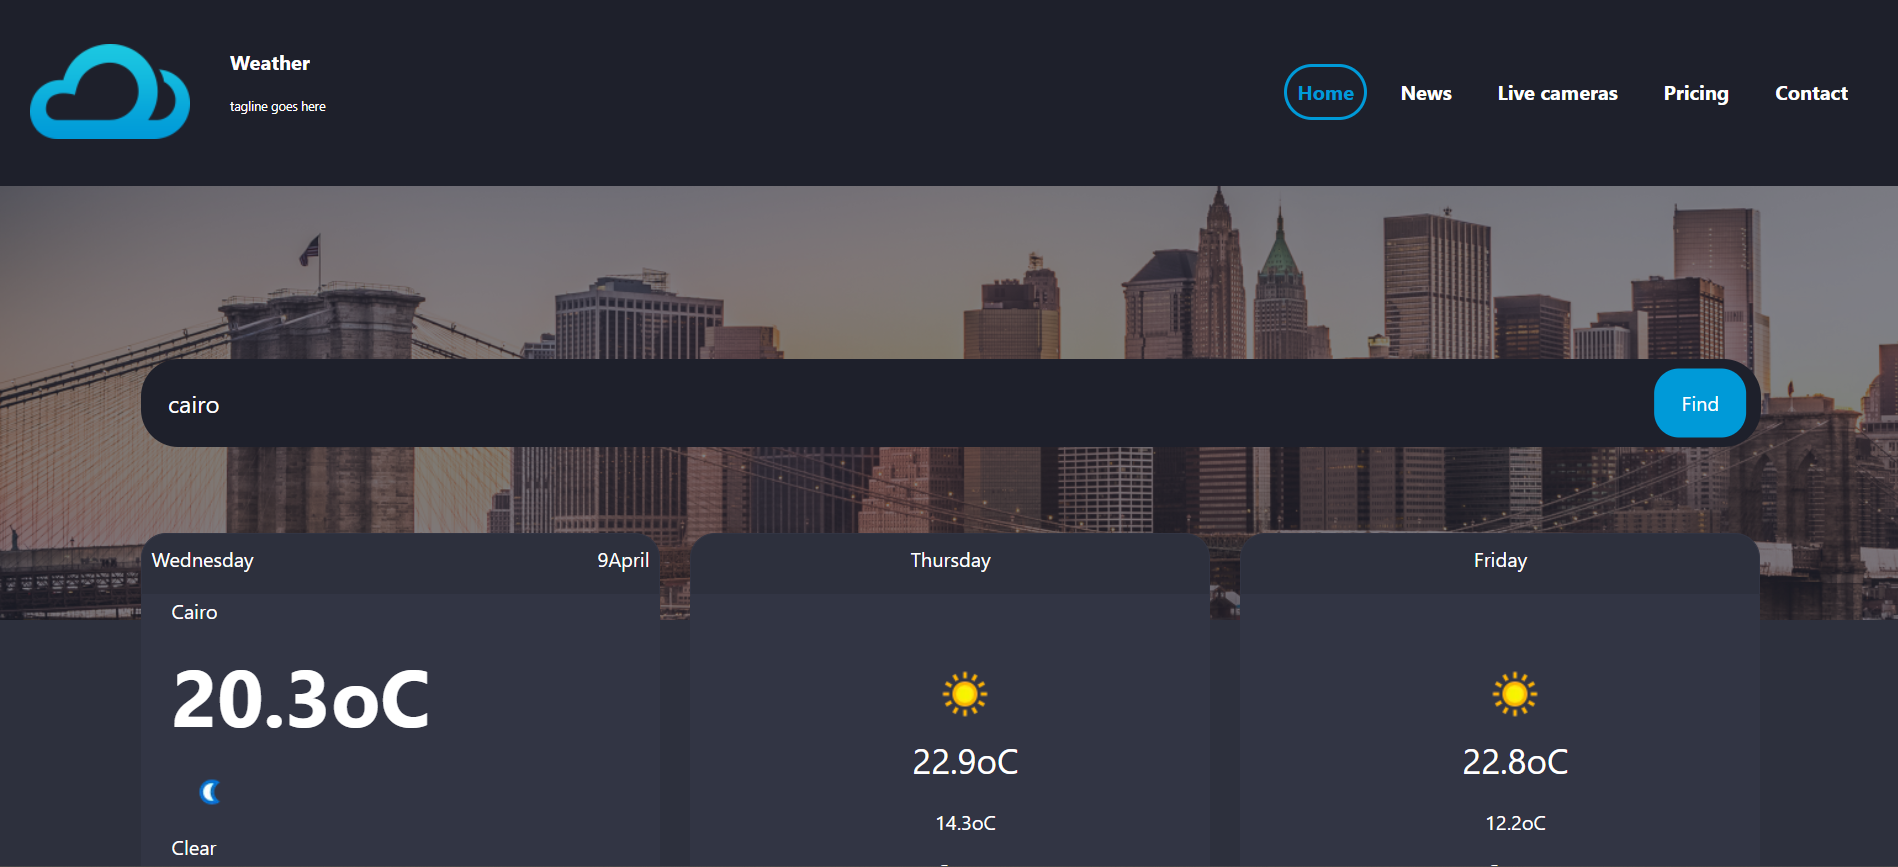 Weather
tagline goes here
Home News Live cameras Pricing Contact
cairo
Find
Wednesday 9April
Cairo
20.3oC
Clear
Thursday
22.9oC
14.3oC
Friday
22.8oC
12.2oC